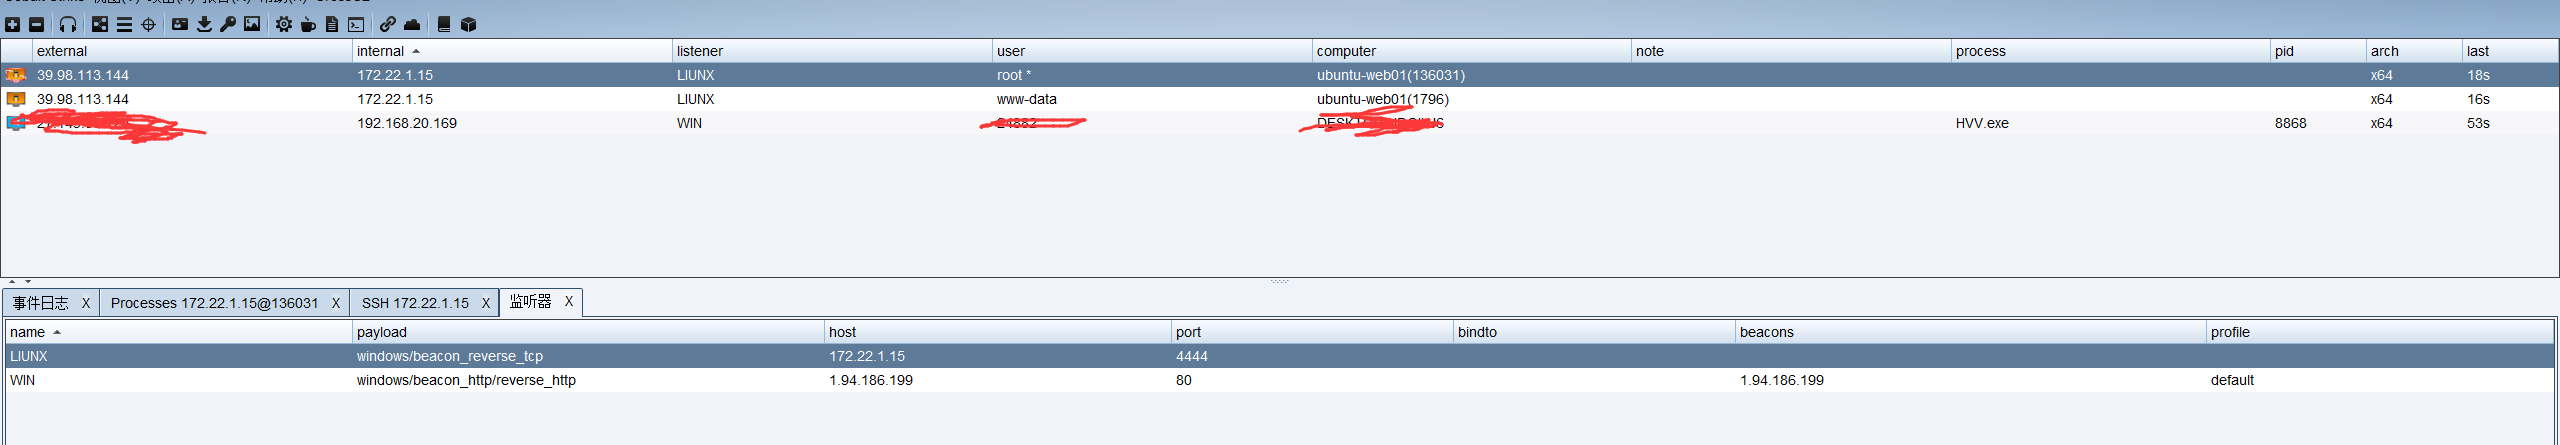 external internal listener user computer note process pid arch last
39.98.113.144 172.22.1.15 LIUNX root * ubuntu-web01(136031) x64 18s
39.98.113.144 172.22.1.15 LIUNX www-data ubuntu-web01(1796) x64 16s
192.168.20.169 WIN HVV.exe 8868 x64 53s
事件日志 X Processes 172.22.1.15@136031 X SSH 172.22.1.15 X 监听器 X
name payload host port bindto beacons profile
LIUNX windows/beacon_reverse_tcp 172.22.1.15 4444
WIN windows/beacon_http/reverse_http 1.94.186.199 80 1.94.186.199 default